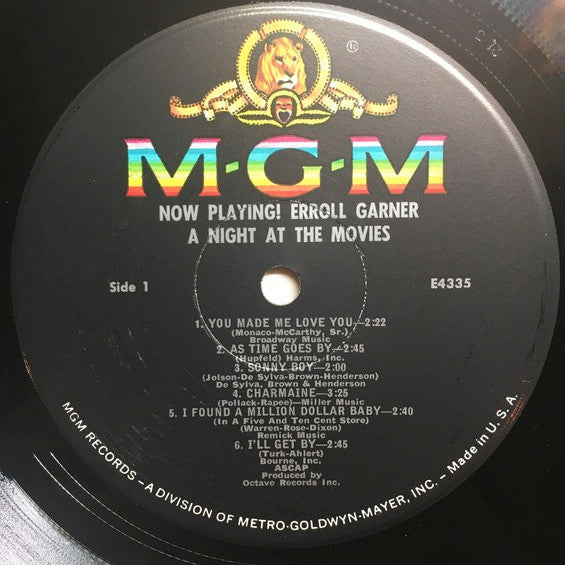 ®
M·G·M
NOW PLAYING! ERROLL GARNER
A NIGHT AT THE MOVIES
Side 1
E4335
1. YOU MADE ME LOVE YOU—2:22
(Monaco-McCarthy, Sr.)
Broadway Music
2. AS TIME GOES BY—2:45
(Hupfeld) Harms, Inc.
3. SONNY BOY—2:00
(Jolson-De Sylva-Brown-Henderson)
De Sylva, Brown & Henderson
4. CHARMAINE—3:25
(Pollack-Rapee)—Miller Music
5. I FOUND A MILLION DOLLAR BABY—2:40
(In A Five And Ten Cent Store)
(Warren-Rose-Dixon)
Remick Music
6. I'LL GET BY—2:45
(Turk-Ahlert)
Bourne, Inc.
ASCAP
Produced by
Octave Records Inc.
MGM RECORDS – A DIVISION OF METRO-GOLDWYN-MAYER, INC. – Made in U. S. A.